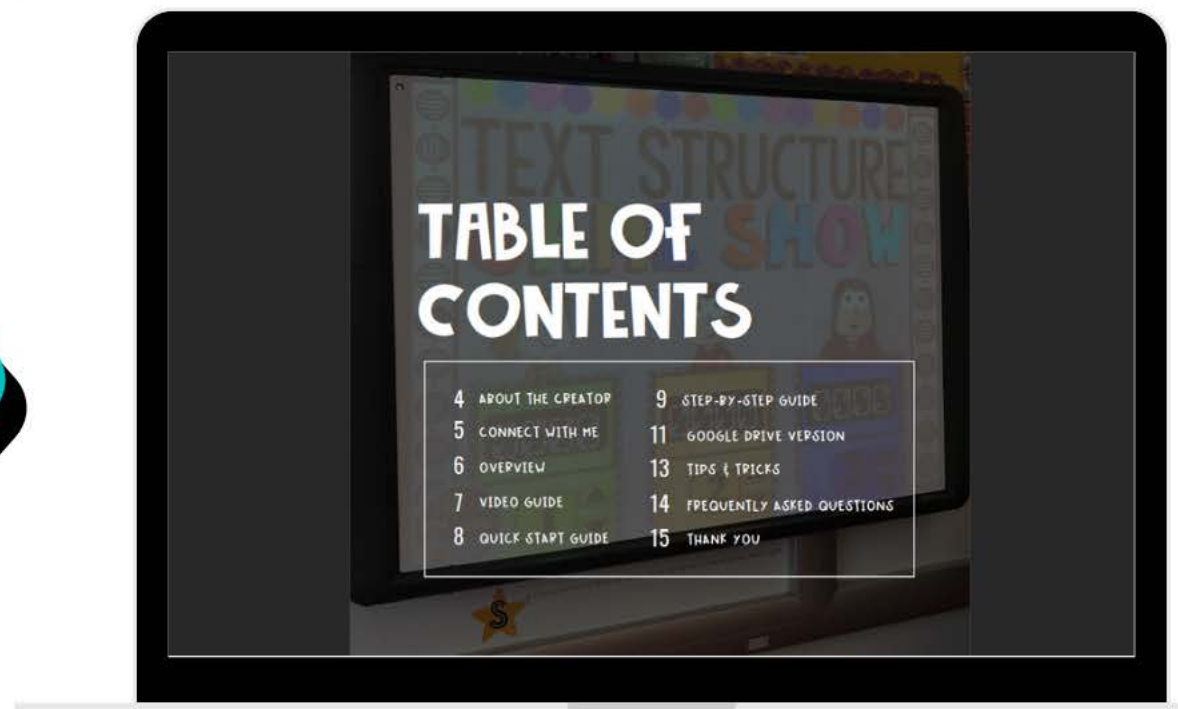 TEXT STRUCTURE
GAME SHOW
TABLE OF
CONTENTS
4 ABOUT THE CREATOR
5 CONNECT WITH ME
6 OVERVIEW
7 VIDEO GUIDE
8 QUICK START GUIDE
9 STEP-BY-STEP GUIDE
11 GOOGLE DRIVE VERSION
13 TIPS & TRICKS
14 FREQUENTLY ASKED QUESTIONS
15 THANK YOU
S